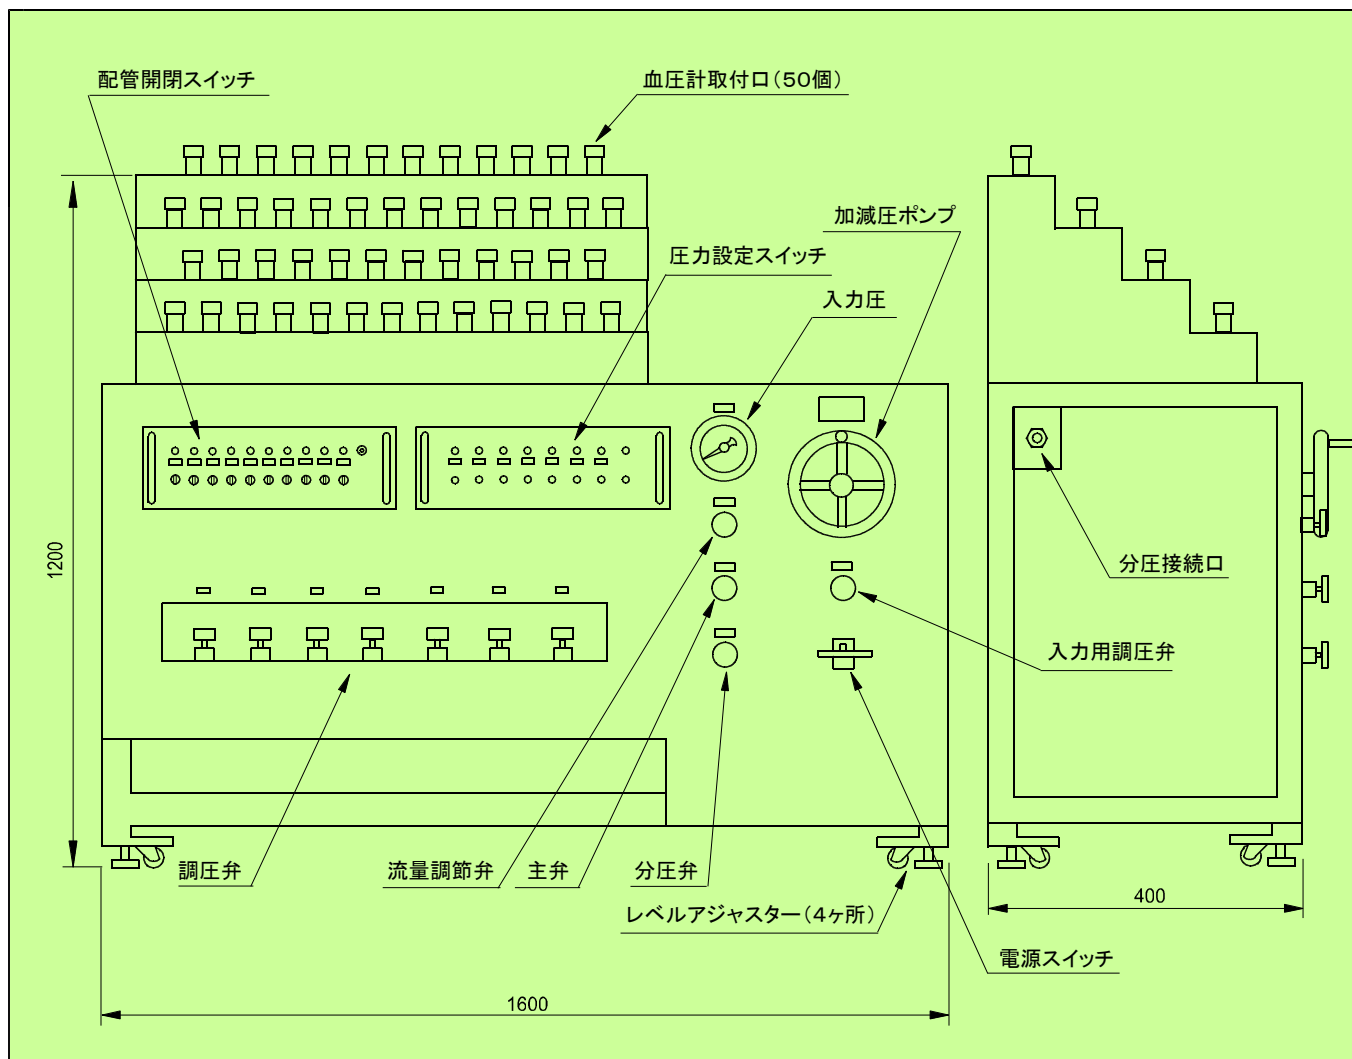 配管開閉スイッチ
血圧計取付口（５０個）
加減圧ポンプ
圧力設定スイッチ
入力圧
1200
分圧接続口
入力用調圧弁
調圧弁
流量調節弁
主弁
分圧弁
レベルアジャスター（４ヶ所）
400
電源スイッチ
1600